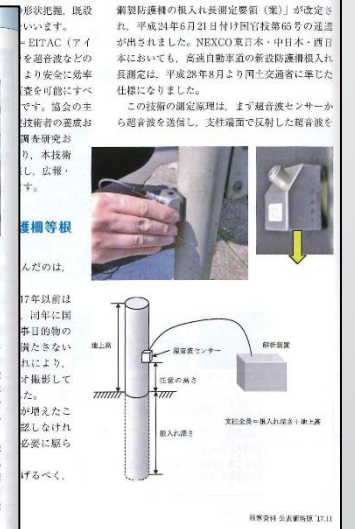 の形状把握、既設
いいます。
=EITAC（アイ
を超音波などの
より安全に効率
査を可能にすべ
です。協会の主
技術者の養成お
調査研究お
り、本技術
し、広報・
す。
護柵等根
んだのは、
17年以前は
、同年に国
事目的物の
満たさない
れにより、
オ撮影して
た。
が増えたこ
認しなけれ
必要に駆ら
げるべく、
鋼製防護柵の根入れ長測定要領（案）」が改定さ
れ、平成24年6月21日付け国官技第65号の通達
が出されました。NEXCO東日本・中日本・西日
本においても、高速自動車道の新設防護柵根入れ
長測定は、平成28年8月より国土交通省に準じた
仕様になりました。
この技術の測定原理は、まず超音波センサーか
ら超音波を送信し、支柱端面で反射した超音波を
地上高
超音波センサー
解析装置
任意の高さ
根入れ深さ
支柱全長＝根入れ深さ＋地上高
積算資料 公表価格版 '17.11